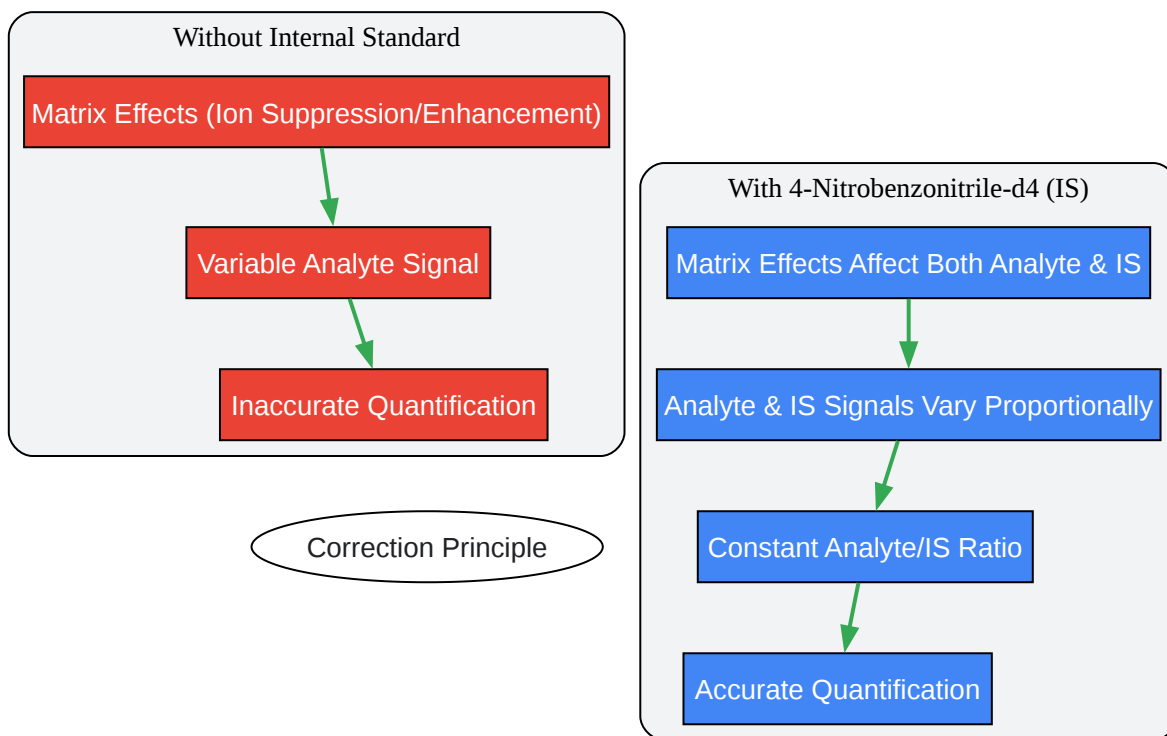 Without Internal Standard
Matrix Effects (Ion Suppression/Enhancement)
Variable Analyte Signal
Inaccurate Quantification
Correction Principle
With 4-Nitrobenzonitrile-d4 (IS)
Matrix Effects Affect Both Analyte & IS
Analyte & IS Signals Vary Proportionally
Constant Analyte/IS Ratio
Accurate Quantification